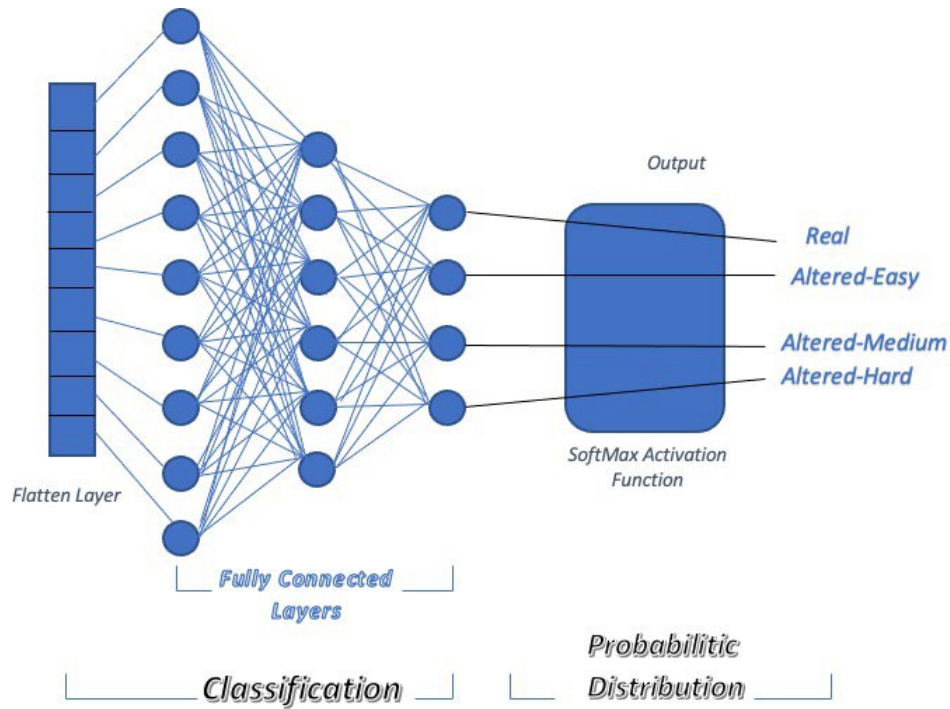 Output
Real
Altered-Easy
Altered-Medium
Altered-Hard
SoftMax Activation
Function
Flatten Layer
Fully Connected
Layers
Classification
Probabilitic
Distribution